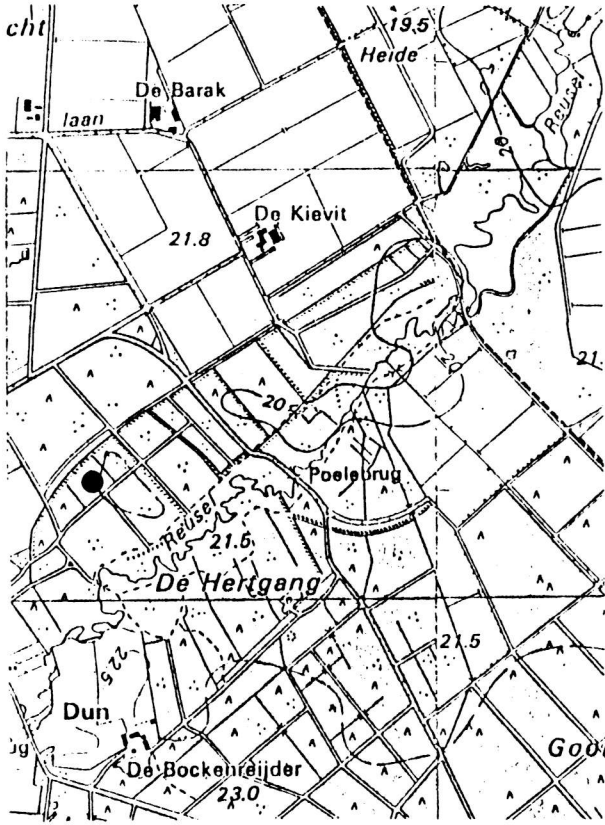 cht
19.5
Heide
De Barak
laan
Reusel
20
De Kievit
21.8
21.
20
Poelebrug
Reusel
21.5
De Hertgang
21.5
22.5
Dun
ug
De Bockenreijder
23.0
Goo